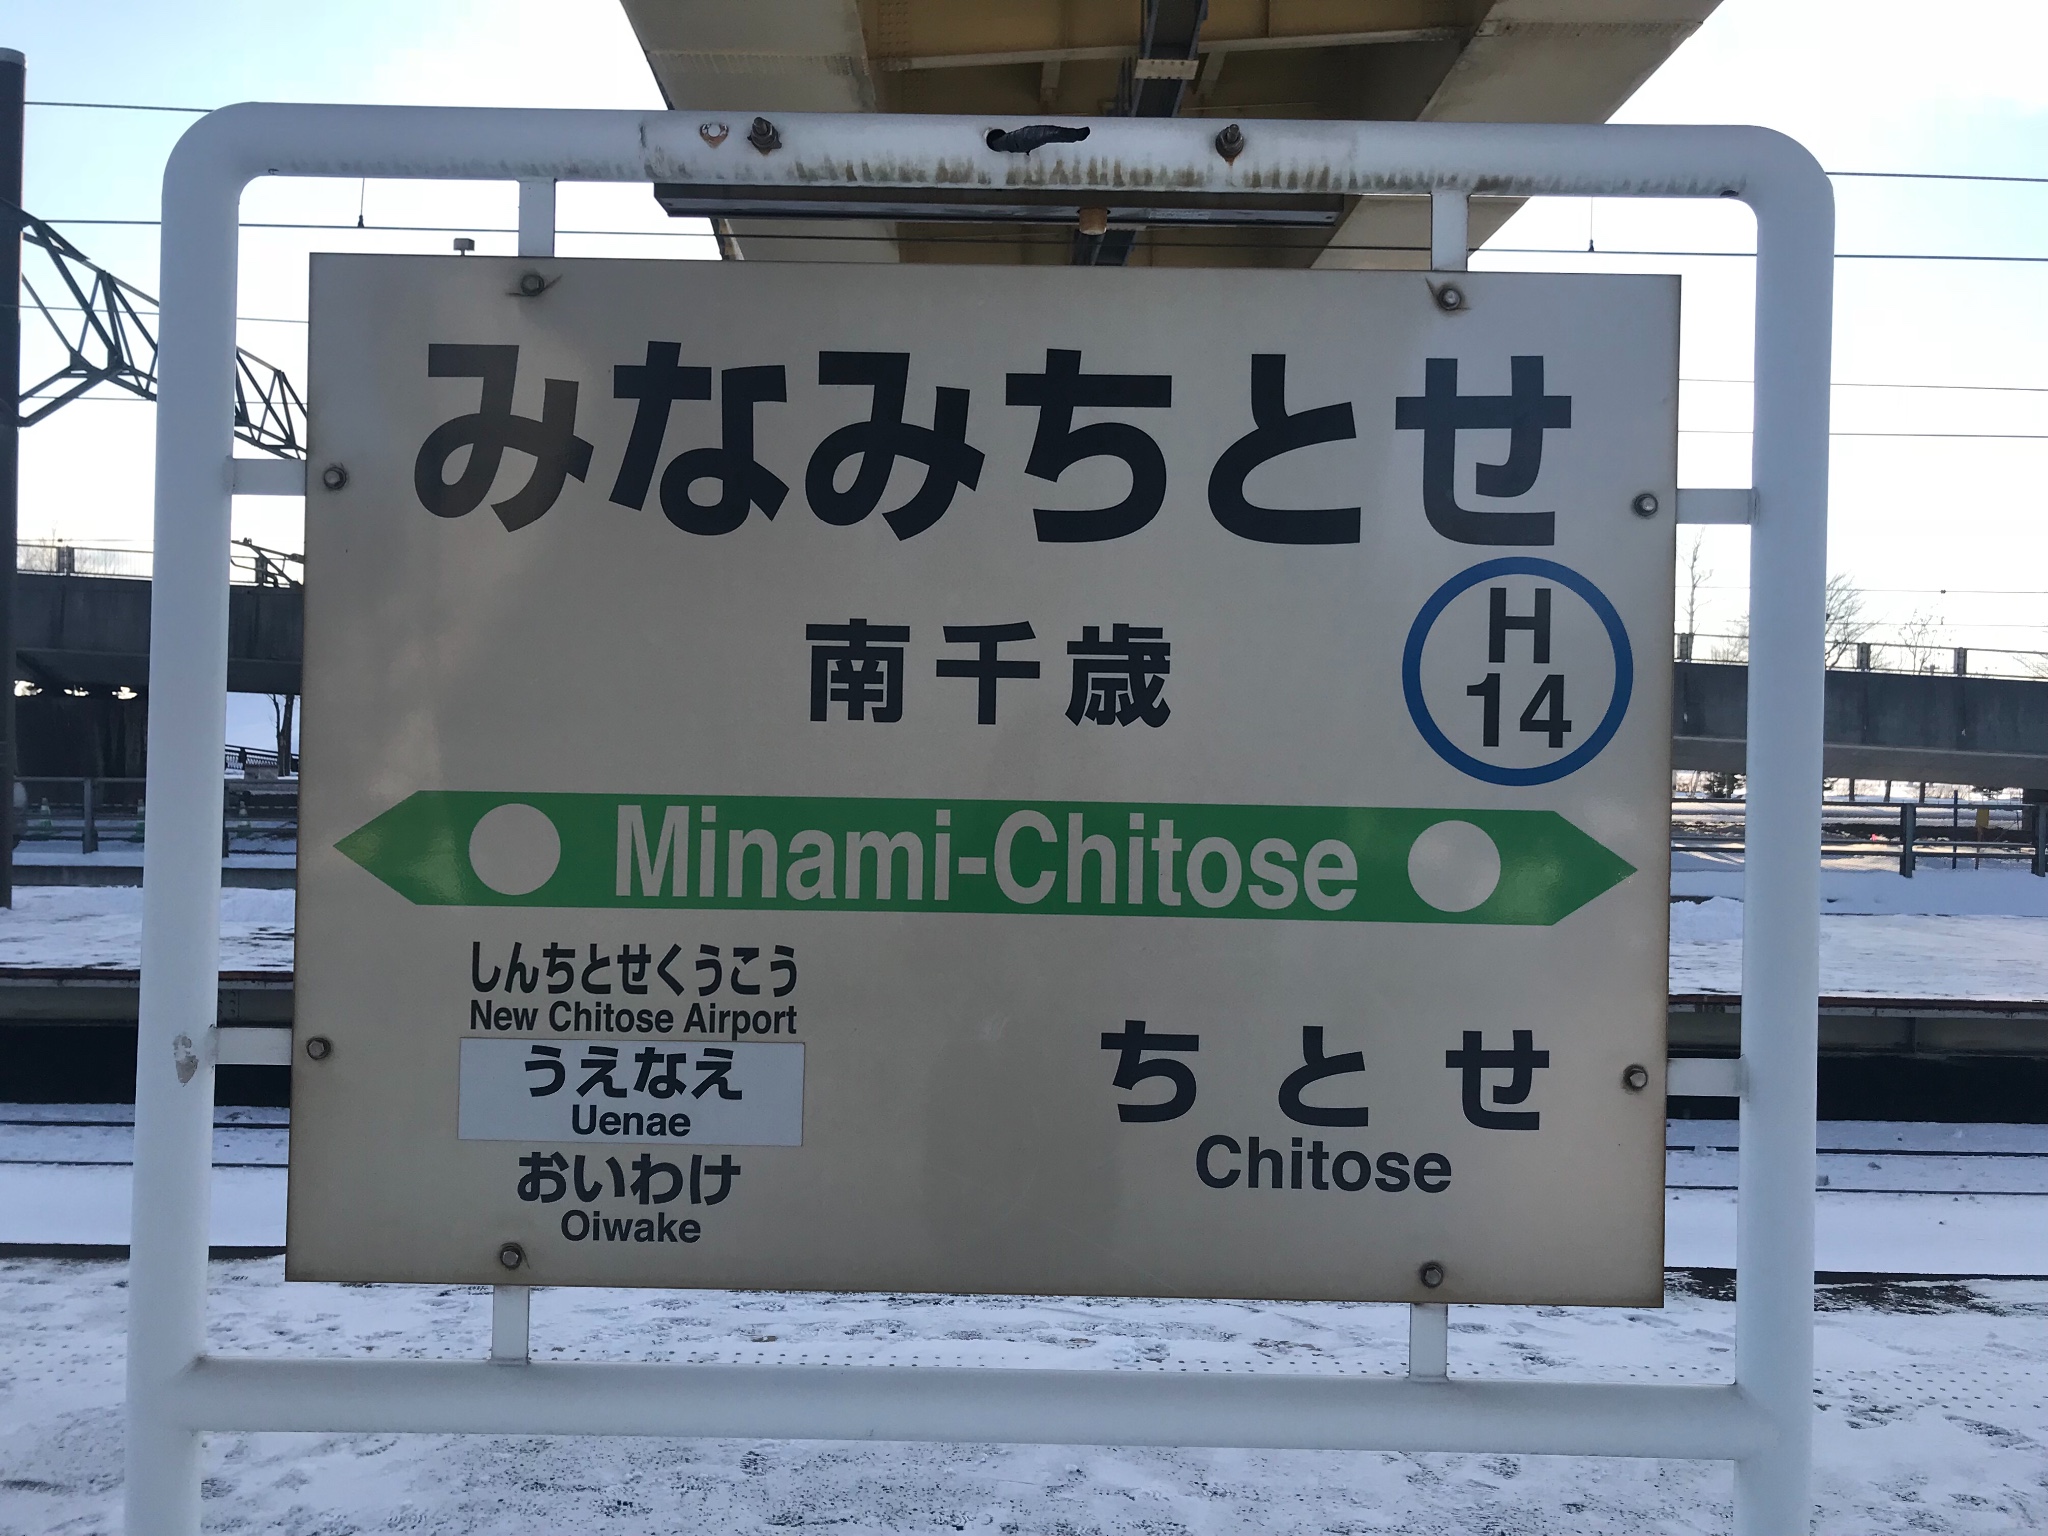 みなみちとせ
南千歳
H
14
Minami-Chitose
しんちとせくうこう
New Chitose Airport
うえなえ
Uenae
おいわけ
Oiwake
ちとせ
Chitose